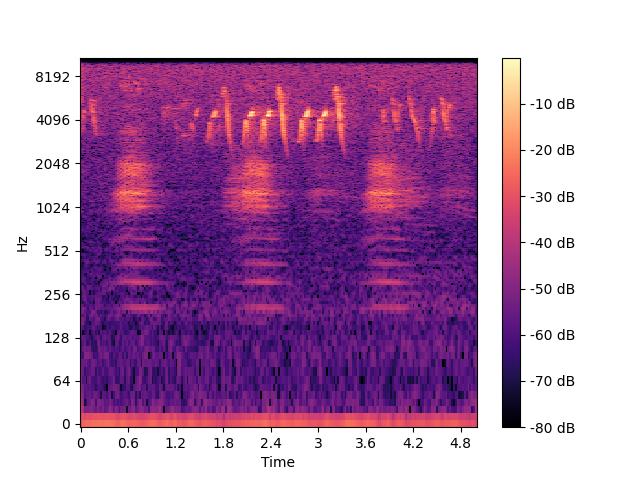 8192
4096
2048
1024
512
256
128
64
0
Hz
0 0.6 1.2 1.8 2.4 3 3.6 4.2 4.8
Time
-10 dB
-20 dB
-30 dB
-40 dB
-50 dB
-60 dB
-70 dB
-80 dB